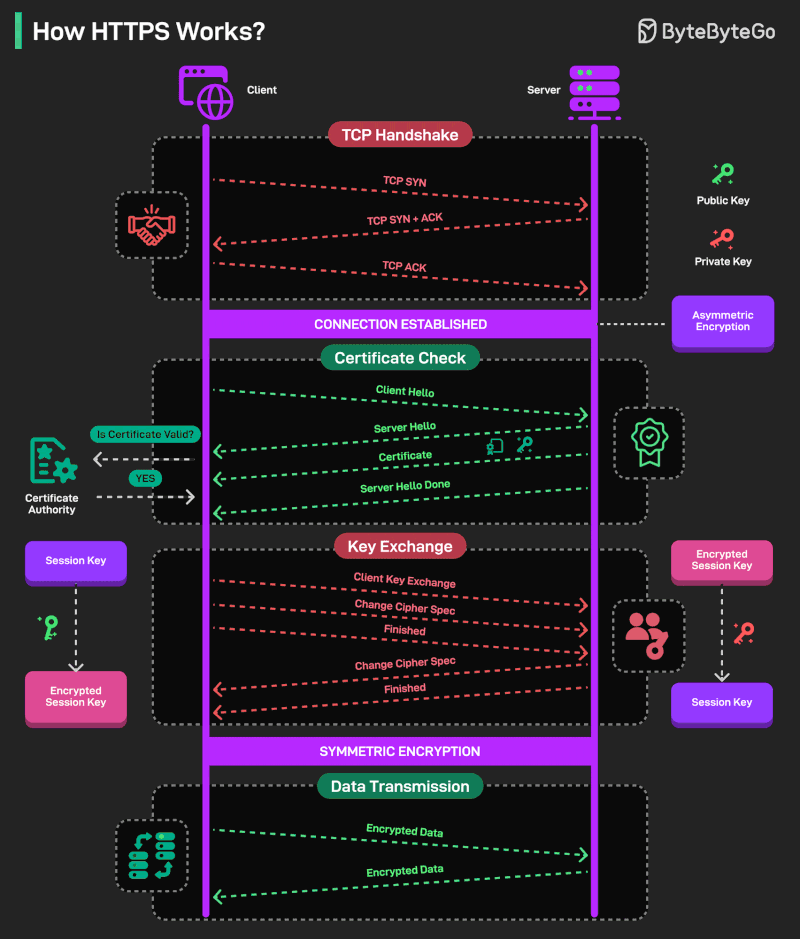 How HTTPS Works?
ByteByteGo
Client
Server
TCP Handshake
TCP SYN
TCP SYN + ACK
TCP ACK
Public Key
Private Key
CONNECTION ESTABLISHED
Asymmetric
Encryption
Certificate Check
Client Hello
Server Hello
Certificate
Server Hello Done
Is Certificate Valid?
YES
Certificate
Authority
Key Exchange
Session Key
Encrypted
Session Key
Client Key Exchange
Change Cipher Spec
Finished
Change Cipher Spec
Finished
Encrypted
Session Key
Session Key
SYMMETRIC ENCRYPTION
Data Transmission
Encrypted Data
Encrypted Data